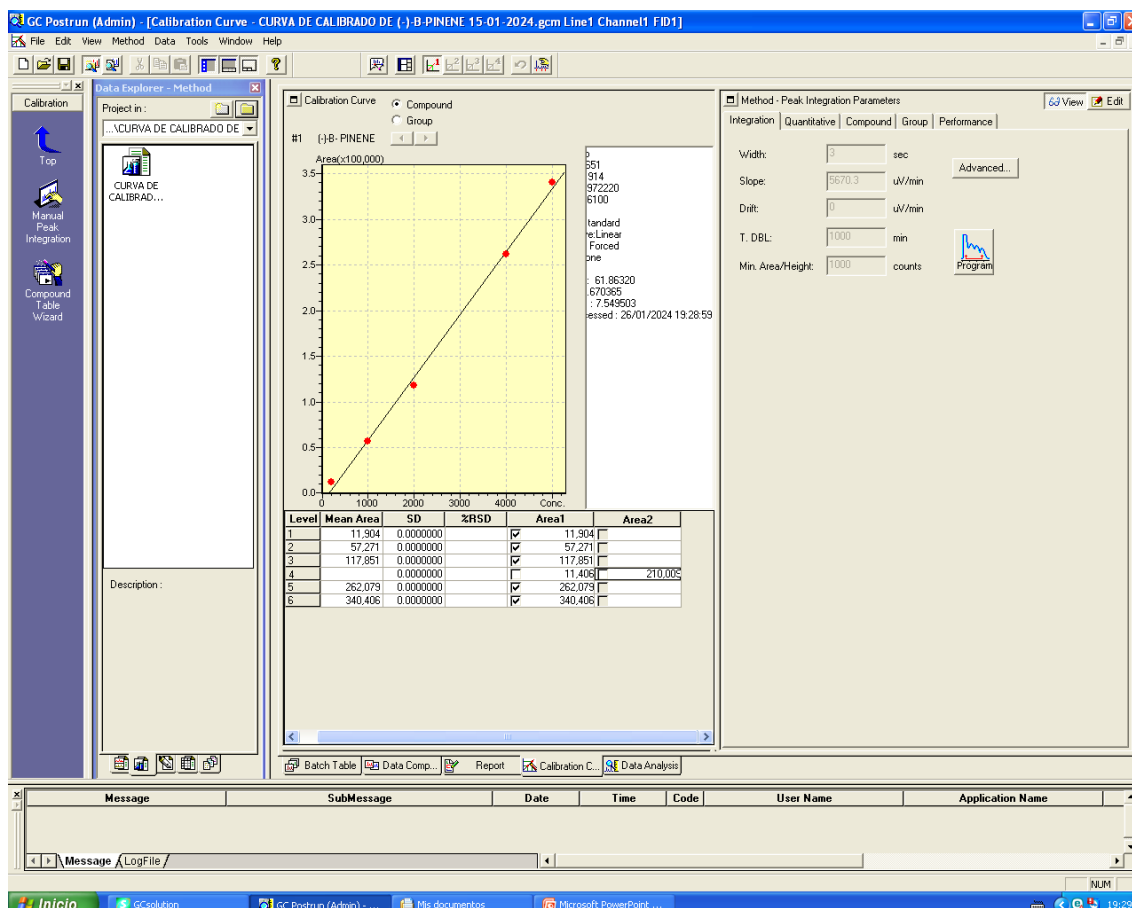 GC Postrun (Admin) - [Calibration Curve - CURVA DE CALIBRADO DE (-)-B-PINENE 15-01-2024.gcm Line1 Channel1 FID1]
File Edit View Method Data Tools Window Help
Calibration
Top
Manual
Peak
Integration
Compound
Table
Wizard
Data Explorer - Method
Project in :
...\CURVA DE CALIBRADO DE
CURVA DE
CALIBRAD...
Description :
Calibration Curve
Compound
Group
#1 (-)-B- PINENE
Area(x100,000)
3.5
3.0
2.5
2.0
1.5
1.0
0.5
0.0
0 1000 2000 3000 4000 Conc.
651
914
972220
6100
tandard
e:Linear
Forced
one
: 61.86320
.670365
: 7.549503
essed : 26/01/2024 19:28:59
Level Mean Area SD %RSD Area1 Area2
1 11,904 0.0000000 11,904
2 57,271 0.0000000 57,271
3 117,851 0.0000000 117,851
4 0.0000000 11,406 210,009
5 262,079 0.0000000 262,079
6 340,406 0.0000000 340,406
Method - Peak Integration Parameters
View Edit
Integration Quantitative Compound Group Performance
Width: 3 sec
Advanced...
Slope: 5670.3 uV/min
Drift: 0 uV/min
T. DBL: 1000 min
Min. Area/Height: 1000 counts
Program
Batch Table Data Comp... Report Calibration C... Data Analysis
Message SubMessage Date Time Code User Name Application Name
Message LogFile
NUM
Inicio GCsolution GC Postrun (Admin) - ... Mis documentos Microsoft PowerPoint ... 19:29